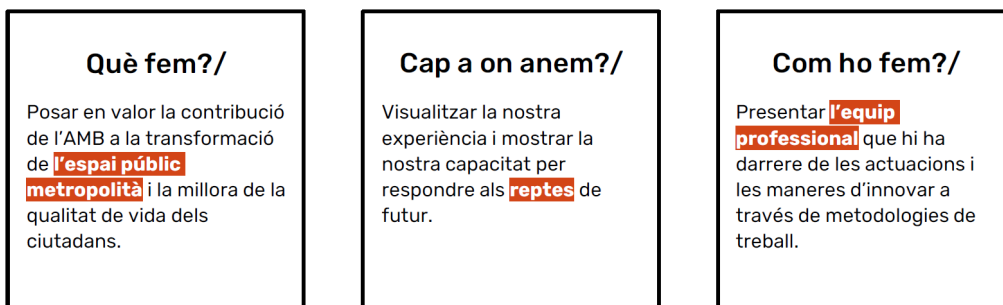 Què fem?/
Posar en valor la contribució
de l'AMB a la transformació
de l'espai públic
metropolità i la millora de la
qualitat de vida dels
ciutadans.
Cap a on anem?/
Visualitzar la nostra
experiència i mostrar la
nostra capacitat per
respondre als reptes de
futur.
Com ho fem?/
Presentar l'equip
professional que hi ha
darrere de les actuacions i
les maneres d'innovar a
través de metodologies de
treball.